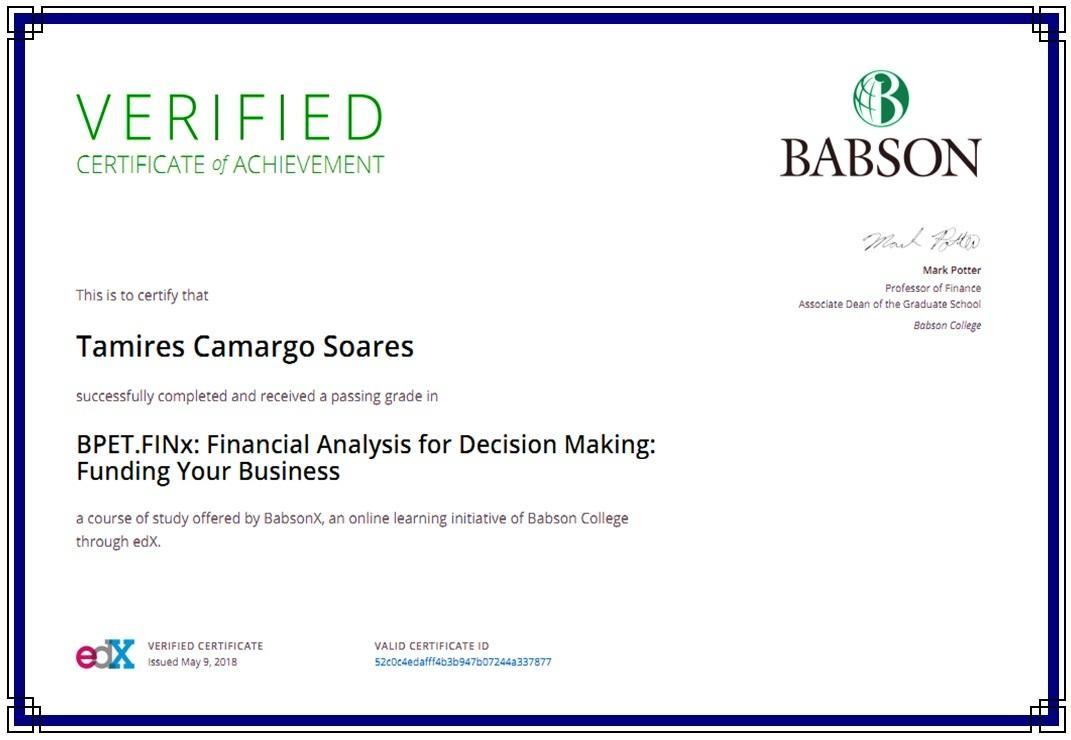 VERIFIED
CERTIFICATE of ACHIEVEMENT
BABSON
Mark Potter
Mark Potter
Professor of Finance
Associate Dean of the Graduate School
Babson College
This is to certify that
Tamires Camargo Soares
successfully completed and received a passing grade in
BPET.FINx: Financial Analysis for Decision Making:
Funding Your Business
a course of study offered by BabsonX, an online learning initiative of Babson College
through edX.
edX
VERIFIED CERTIFICATE
Issued May 9, 2018
VALID CERTIFICATE ID
52c0c4edafff4b3b947b07244a337877